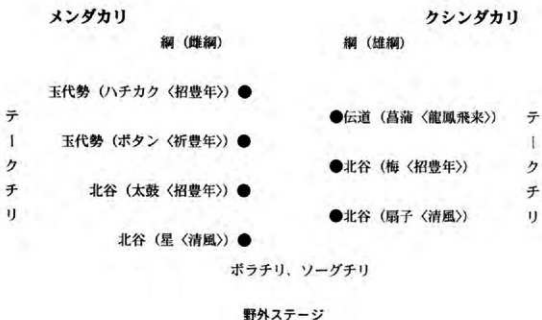 メンダカリ
クシンダカリ
綱（雌綱）
綱（雄綱）
玉代勢（ハチカク〈招豊年〉）●
●伝道（菖蒲〈龍鳳飛来〉）
玉代勢（ボタン〈祈豊年〉）●
●北谷（梅〈招豊年〉）
北谷（太鼓〈招豊年〉）●
●北谷（扇子〈清風〉）
北谷（星〈清風〉）●
テークチリ
テークチリ
ボラチリ、ソーグチリ
野外ステージ